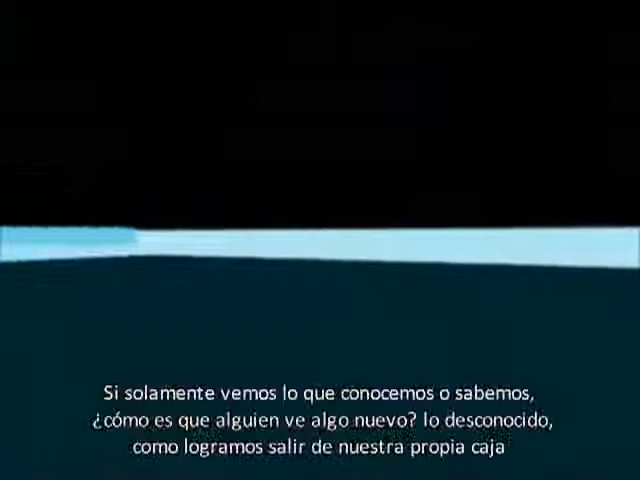 Si solamente vemos lo que conocemos o sabemos,
¿cómo es que alguien ve algo nuevo? lo desconocido,
como logramos salir de nuestra propia caja